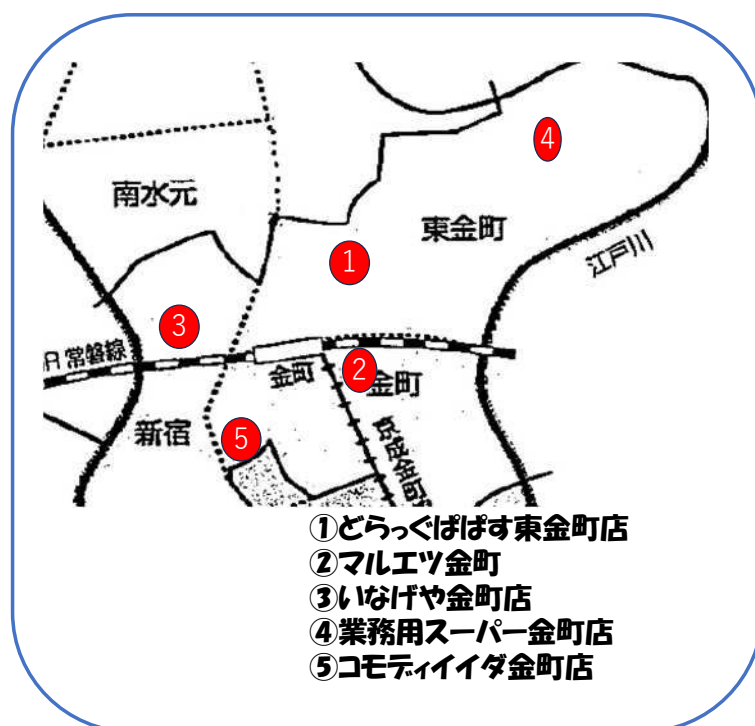 ④
南水元
東金町
江戸川
①
③
JR 常磐線
②
金町
金町
新宿
⑤
京成金町
①どらっぐぱぱす東金町店
②マルエツ金町
③いなげや金町店
④業務用スーパー金町店
⑤コモディイイダ金町店